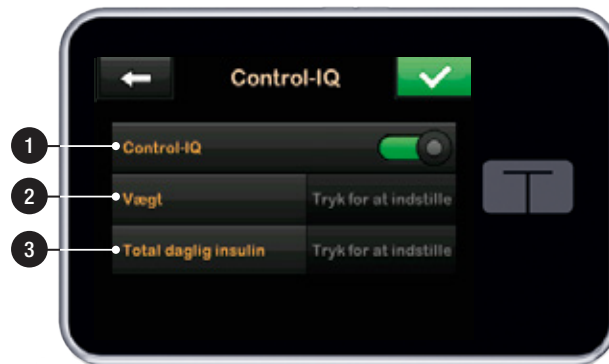 Control-IQ
1 Control-IQ
2 Vægt Tryk for at indstille
3 Total daglig insulin Tryk for at indstille